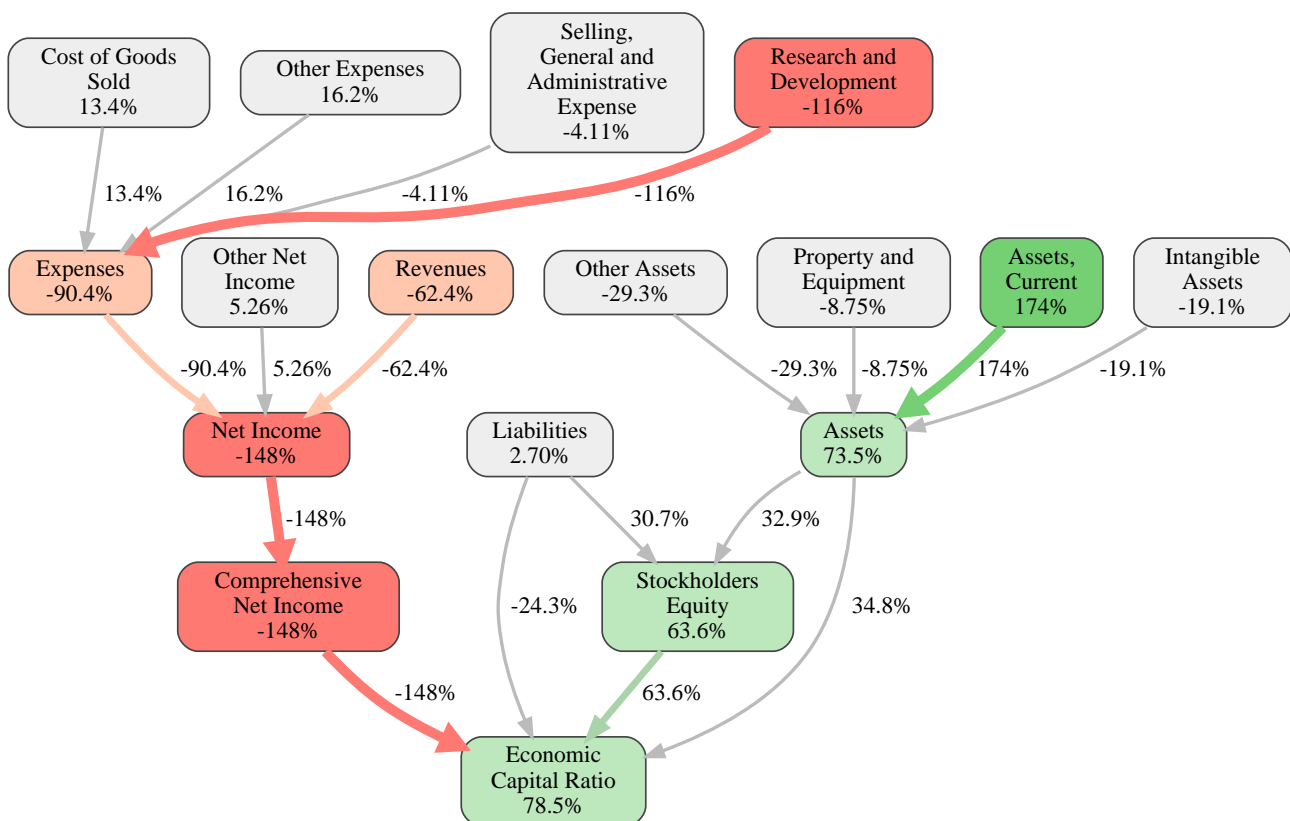 Cost of Goods
Sold
13.4%
Other Expenses
16.2%
Selling,
General and
Administrative
Expense
-4.11%
Research and
Development
-116%
13.4%
16.2%
-4.11%
-116%
Expenses
-90.4%
Other Net
Income
5.26%
Revenues
-62.4%
Other Assets
-29.3%
Property and
Equipment
-8.75%
Assets,
Current
174%
Intangible
Assets
-19.1%
-90.4%
5.26%
-62.4%
-29.3%
-8.75%
174%
-19.1%
Net Income
-148%
Liabilities
2.70%
Assets
73.5%
-148%
30.7%
32.9%
Comprehensive
Net Income
-148%
-24.3%
Stockholders
Equity
63.6%
34.8%
-148%
63.6%
Economic
Capital Ratio
78.5%